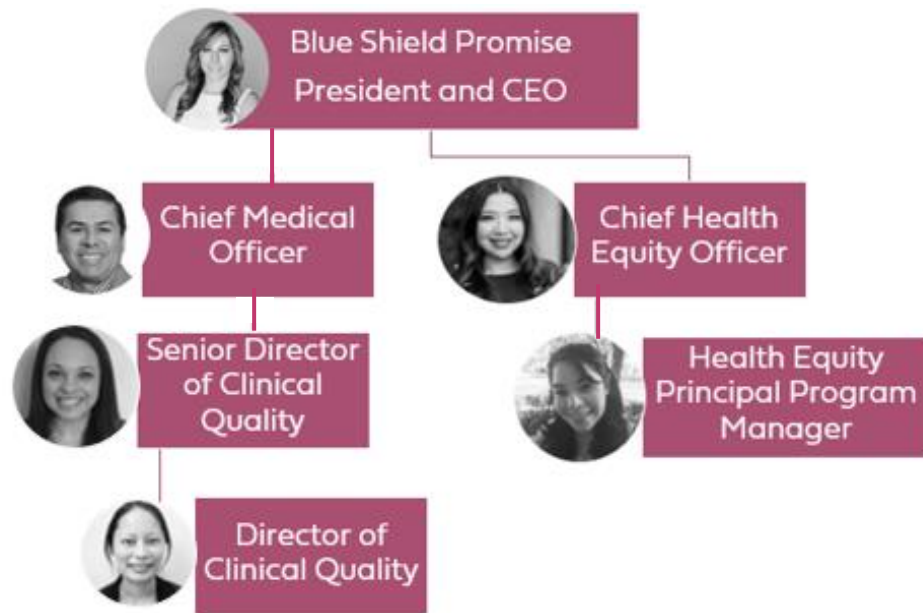 Blue Shield Promise
President and CEO
Chief Medical
Officer
Chief Health
Equity Officer
Senior Director
of Clinical
Quality
Health Equity
Principal Program
Manager
Director of
Clinical Quality